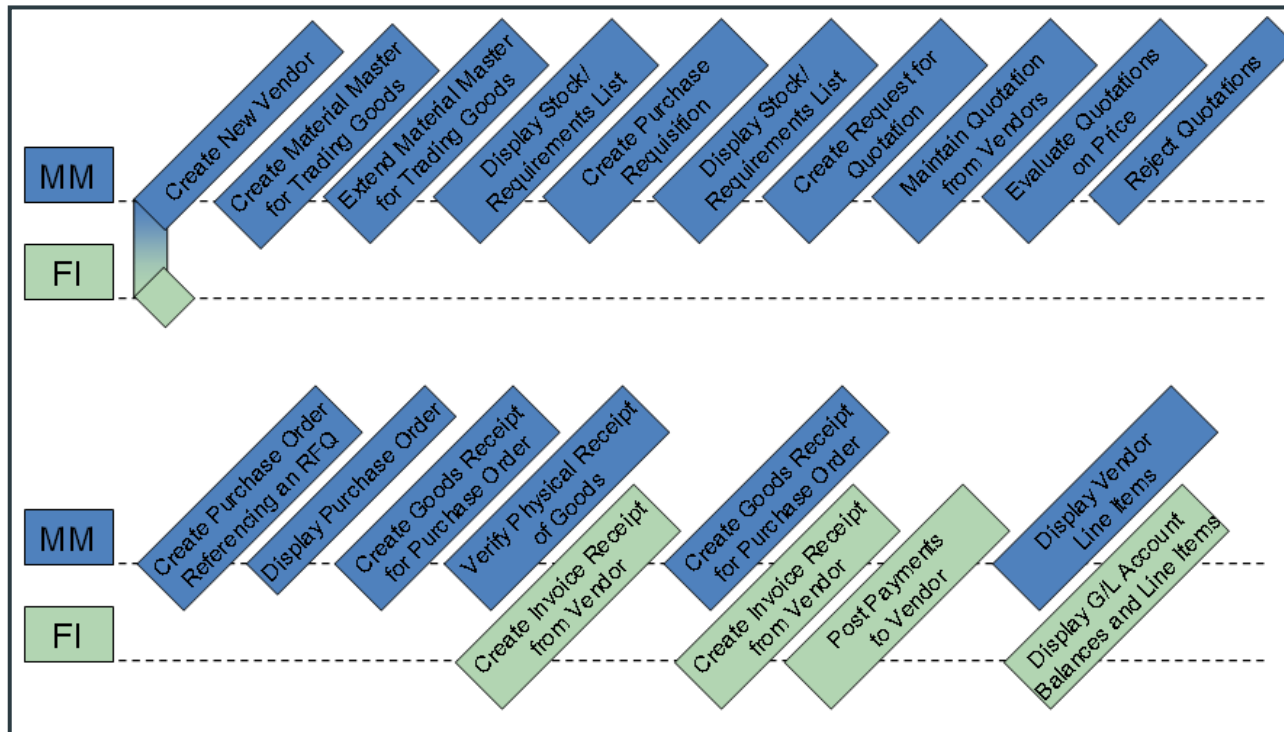 MM
Create New Vendor
Create Material Master
for Trading Goods
Extend Material Master
for Trading Goods
Display Stock/
Requirements List
Create Purchase
Requisition
Display Stock/
Requirements List
Create Request for
Quotation
Maintain Quotation
from Vendors
Evaluate Quotations
on Price
Reject Quotations
FI
MM
Create Purchase Order
Referencing an RFQ
Display Purchase Order
Create Goods Receipt
for Purchase Order
Verify Physical Receipt
of Goods
Create Goods Receipt
for Purchase Order
Display Vendor
Line Items
FI
Create Invoice Receipt
from Vendor
Create Invoice Receipt
from Vendor
Post Payments
to Vendor
Display G/L Account
Balances and Line Items